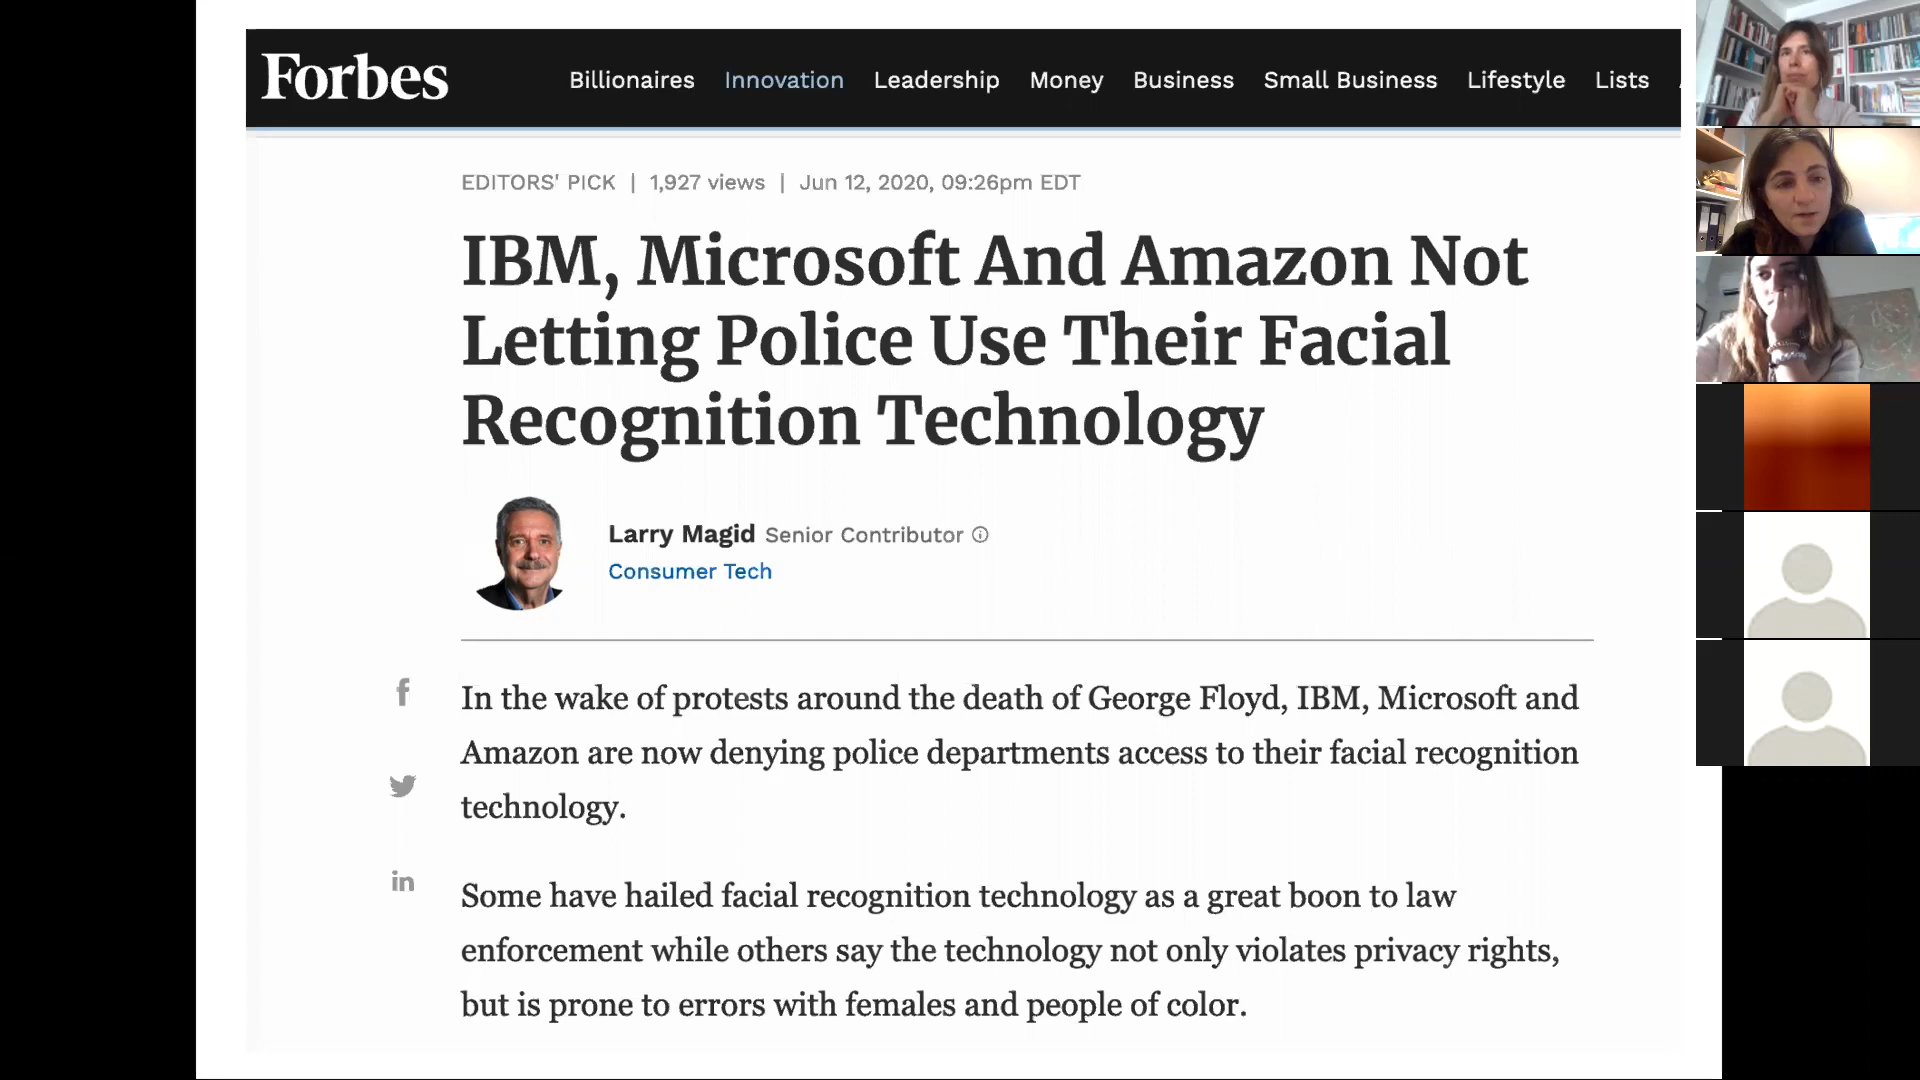 Forbes
Billionaires Innovation Leadership Money Business Small Business Lifestyle Lists
EDITORS' PICK | 1,927 views | Jun 12, 2020, 09:26pm EDT
IBM, Microsoft And Amazon Not
Letting Police Use Their Facial
Recognition Technology
Larry Magid Senior Contributor
Consumer Tech
In the wake of protests around the death of George Floyd, IBM, Microsoft and
Amazon are now denying police departments access to their facial recognition
technology.
Some have hailed facial recognition technology as a great boon to law
enforcement while others say the technology not only violates privacy rights,
but is prone to errors with females and people of color.